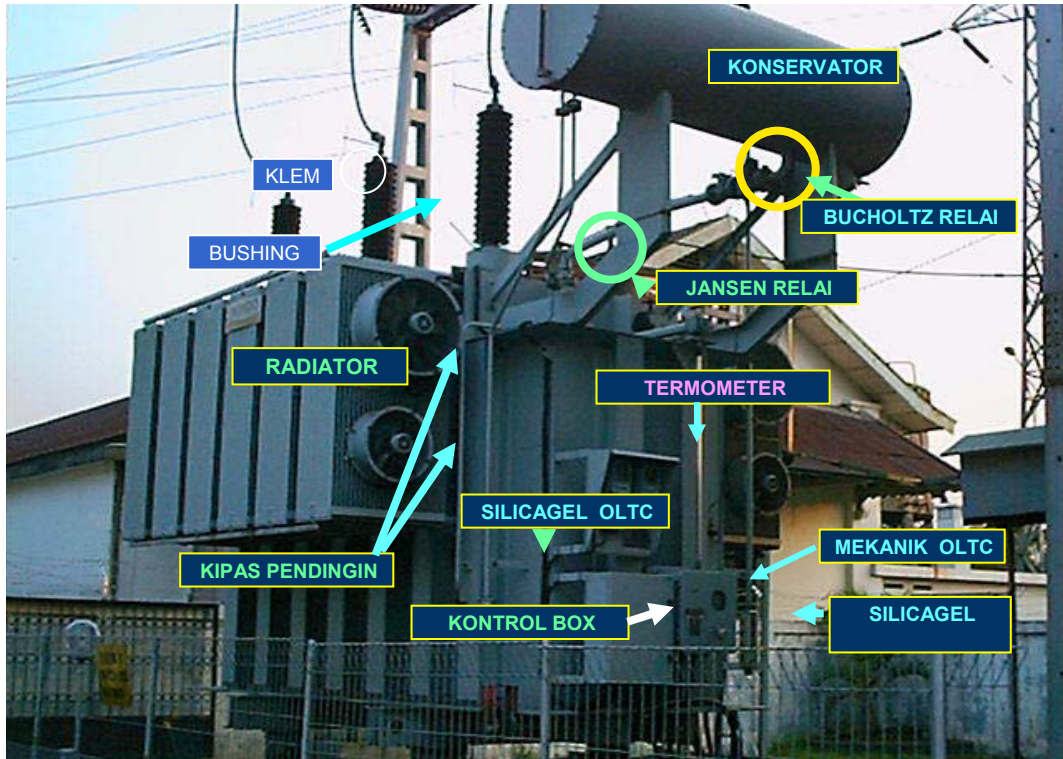 KONSERVATOR
KLEM
BUCHOLTZ RELAI
BUSHING
JANSEN RELAI
RADIATOR
TERMOMETER
SILICAGEL OLTC
MEKANIK OLTC
KIPAS PENDINGIN
KONTROL BOX
SILICAGEL